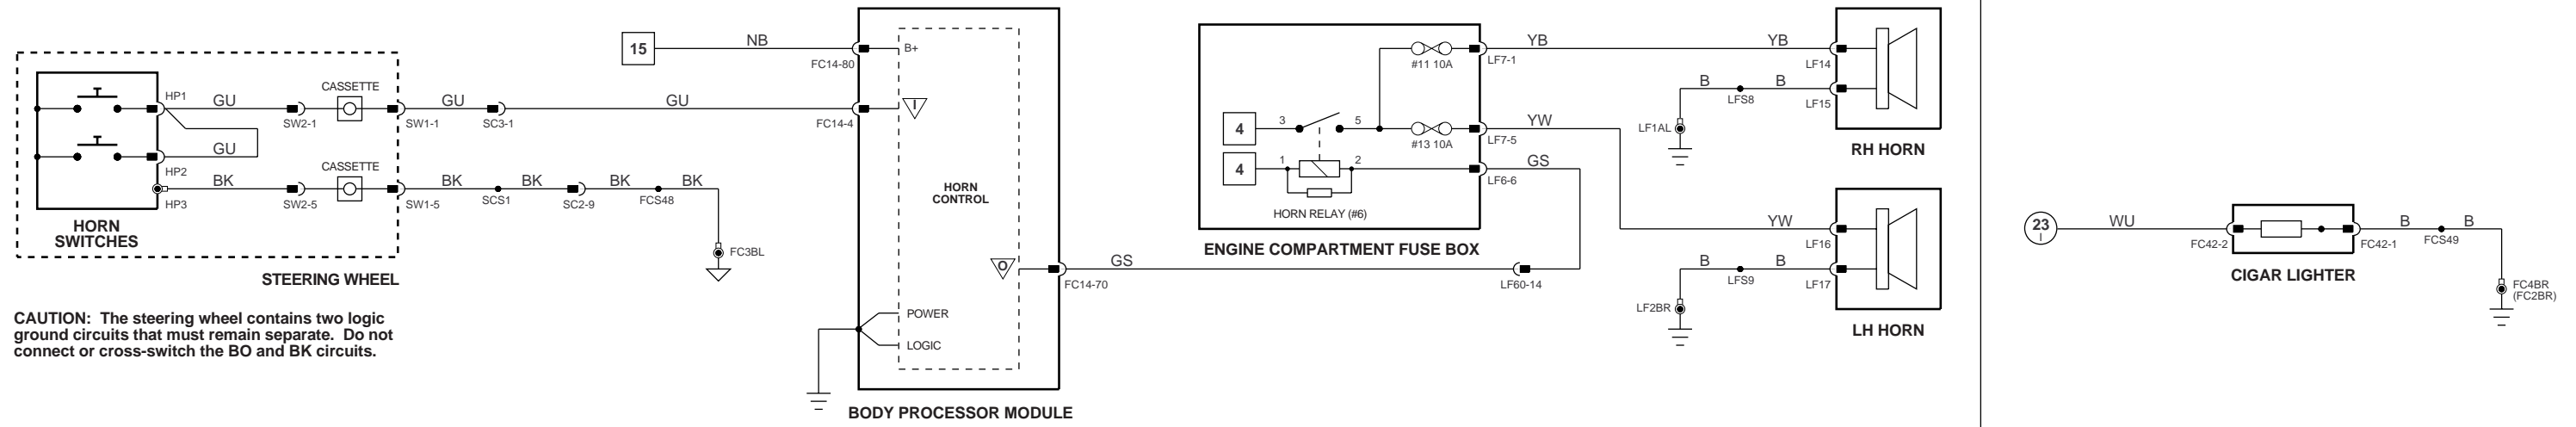 HP1
GU
SW2-1
CASSETTE
SW1-1
GU
SC3-1
GU
FC14-4
GU
HP2
HP3
BK
SW2-5
CASSETTE
SW1-5
BK
SCS1
BK
SC2-9
BK
FCS48
BK
FC3BL
HORN
SWITCHES
STEERING WHEEL
CAUTION: The steering wheel contains two logic
ground circuits that must remain separate. Do not
connect or cross-switch the BO and BK circuits.
15
NB
FC14-80
B+
I
HORN
CONTROL
O
FC14-70
POWER
LOGIC
BODY PROCESSOR MODULE
GS
LF60-14
4
3
5
4
1
2
#11 10A
#13 10A
HORN RELAY (#6)
ENGINE COMPARTMENT FUSE BOX
LF7-1
YB
YB
LF14
LF7-5
YW
GS
LF6-6
B
LFS8
B
LF15
LF1AL
RH HORN
YW
LF16
B
LFS9
B
LF17
LF2BR
LH HORN
23
I
WU
FC42-2
FC42-1
B
FCS49
B
CIGAR LIGHTER
FC4BR
(FC2BR)